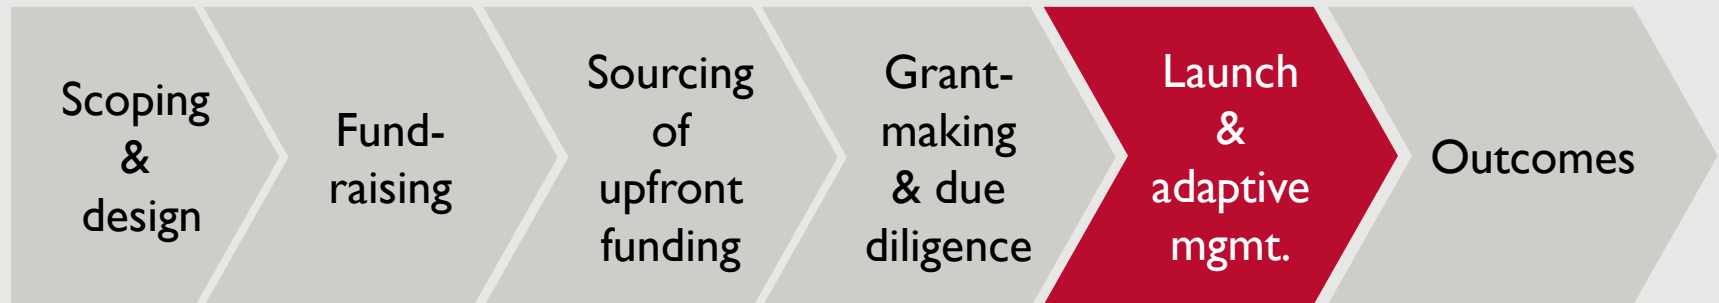 Scoping
&
design
Fund-
raising
Sourcing
of
upfront
funding
Grant-
making
& due
diligence
Launch
&
adaptive
mgmt.
Outcomes